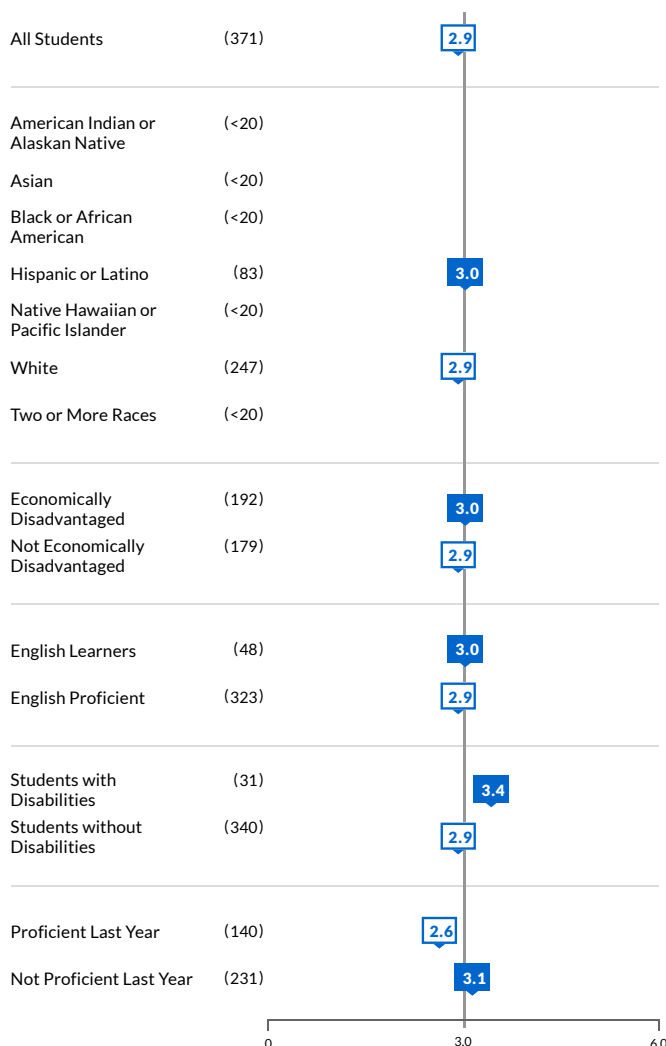 All Students (371) 2.9
American Indian or (<20)
Alaskan Native
Asian (<20)
Black or African (<20)
American
Hispanic or Latino (83) 3.0
Native Hawaiian or (<20)
Pacific Islander
White (247) 2.9
Two or More Races (<20)
Economically (192) 3.0
Disadvantaged
Not Economically (179) 2.9
Disadvantaged
English Learners (48) 3.0
English Proficient (323) 2.9
Students with (31) 3.4
Disabilities
Students without (340) 2.9
Disabilities
Proficient Last Year (140) 2.6
Not Proficient Last Year (231) 3.1
0 3.0 6.0